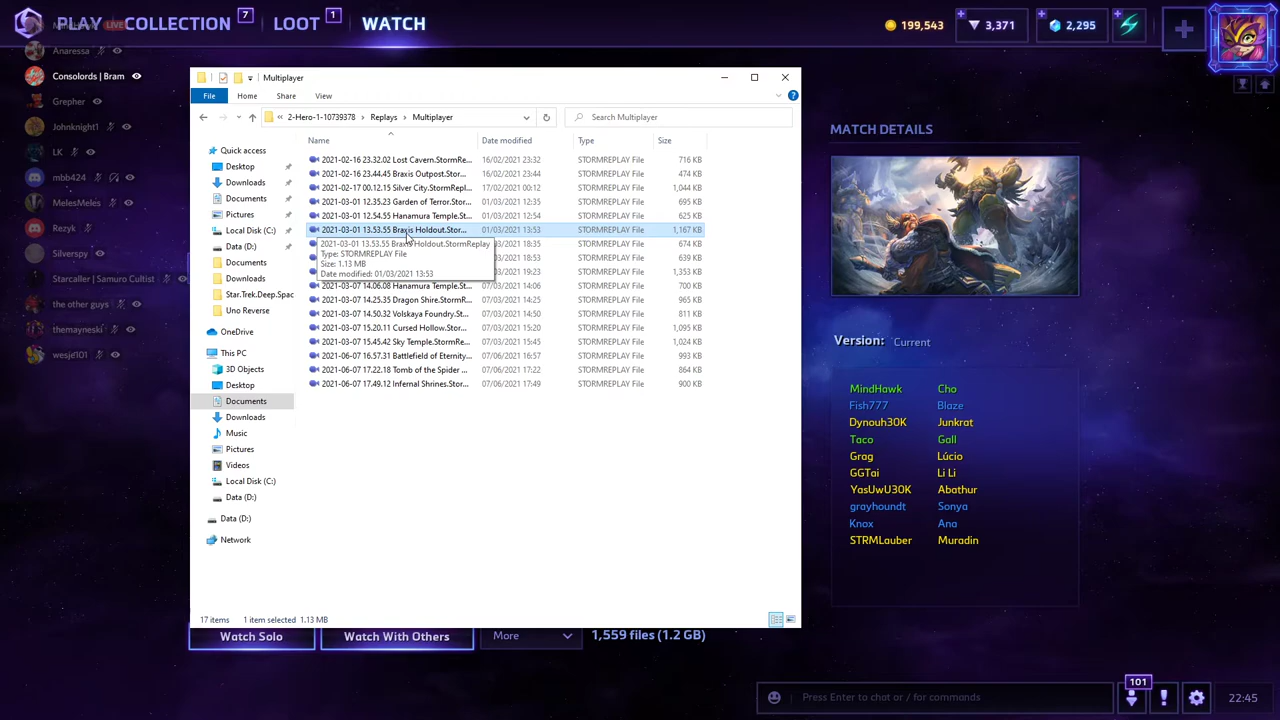 PLAY
COLLECTION
7
LOOT
1
WATCH
199,543
3,371
2,295
LIVE
Anaressa
Consolords | Bram
Grepher
Johnknight1
LK
mbb424
MelesMeles
Rezyk
Silverspy
Starcaller | Samuro Cultist
the other guys
themayneski
wesje101
Multiplayer
File
Home
Share
View
« 2-Hero-1-10739378 > Replays > Multiplayer
Search Multiplayer
Name
Date modified
Type
Size
Quick access
Desktop
Downloads
Documents
Pictures
Local Disk (C:)
Data (D:)
Documents
Downloads
Star.Trek.Deep.Spac
Uno Reverse
OneDrive
This PC
3D Objects
Desktop
Documents
Downloads
Music
Pictures
Videos
Local Disk (C:)
Data (D:)
Data (D:)
Network
2021-02-16 23.32.02 Lost Cavern.StormRe... 16/02/2021 23:32 STORMREPLAY File 716 KB
2021-02-16 23.44.45 Braxis Outpost.Stor... 16/02/2021 23:44 STORMREPLAY File 474 KB
2021-02-17 00.12.15 Silver City.StormRepl... 17/02/2021 00:12 STORMREPLAY File 1,044 KB
2021-03-01 12.35.23 Garden of Terror.Stor... 01/03/2021 12:35 STORMREPLAY File 695 KB
2021-03-01 12.54.55 Hanamura Temple.St... 01/03/2021 12:54 STORMREPLAY File 625 KB
2021-03-01 13.53.55 Braxis Holdout.Stor... 01/03/2021 13:53 STORMREPLAY File 1,167 KB
2021-03-01 13.53.55 Braxis Holdout.StormReplay
Type: STORMREPLAY File
Size: 1.13 MB
Date modified: 01/03/2021 13:53
03/2021 18:35 STORMREPLAY File 674 KB
03/2021 18:53 STORMREPLAY File 639 KB
03/2021 19:23 STORMREPLAY File 1,353 KB
2021-03-07 14.06.08 Hanamura Temple.St... 07/03/2021 14:06 STORMREPLAY File 700 KB
2021-03-07 14.25.35 Dragon Shire.StormR... 07/03/2021 14:25 STORMREPLAY File 965 KB
2021-03-07 14.50.32 Volskaya Foundry.St... 07/03/2021 14:50 STORMREPLAY File 811 KB
2021-03-07 15.20.11 Cursed Hollow.Stor... 07/03/2021 15:20 STORMREPLAY File 1,095 KB
2021-03-07 15.45.42 Sky Temple.StormRe... 07/03/2021 15:45 STORMREPLAY File 1,024 KB
2021-06-07 16.57.31 Battlefield of Eternity... 07/06/2021 16:57 STORMREPLAY File 993 KB
2021-06-07 17.22.18 Tomb of the Spider ... 07/06/2021 17:22 STORMREPLAY File 864 KB
2021-06-07 17.49.12 Infernal Shrines.Stor... 07/06/2021 17:49 STORMREPLAY File 900 KB
17 items
1 item selected 1.13 MB
Watch Solo
Watch With Others
More
1,559 files (1.2 GB)
MATCH DETAILS
Version: Current
MindHawk Cho
Fish777 Blaze
Dynouh30K Junkrat
Taco Gall
Grag Lúcio
GGTai Li Li
YasUwU30K Abathur
grayhoundt Sonya
Knox Ana
STRMLauber Muradin
Press Enter to chat or / for commands
101
22:45